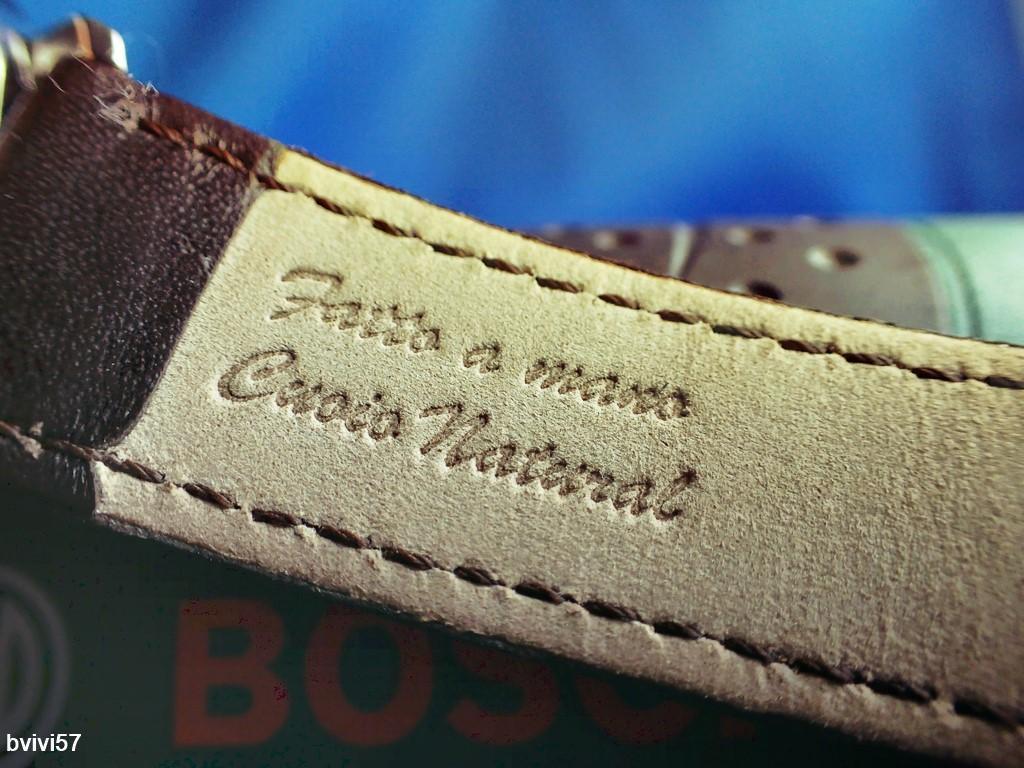 Fatto a mano
Cuoio Natural
BOSC
bvivi57